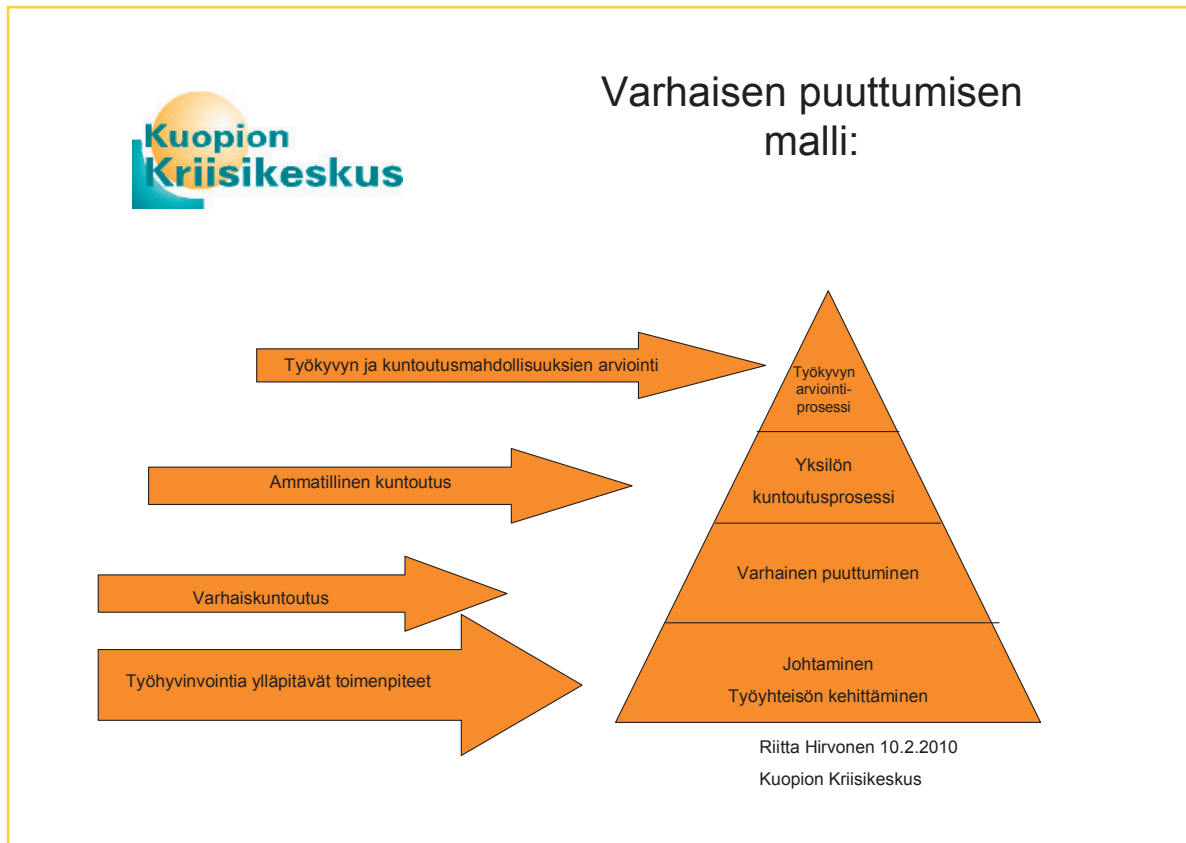 Kuopion
Kriisikeskus
Varhaisen puuttumisen
malli:
Työkyvyn ja kuntoutusmahdollisuuksien arviointi
Työkyvyn
arviointi-
prosessi
Ammatillinen kuntoutus
Yksilön
kuntoutusprosessi
Varhaiskuntoutus
Varhainen puuttuminen
Työhyvinvointia ylläpitävät toimenpiteet
Johtaminen
Työyhteisön kehittäminen
Riitta Hirvonen 10.2.2010
Kuopion Kriisikeskus